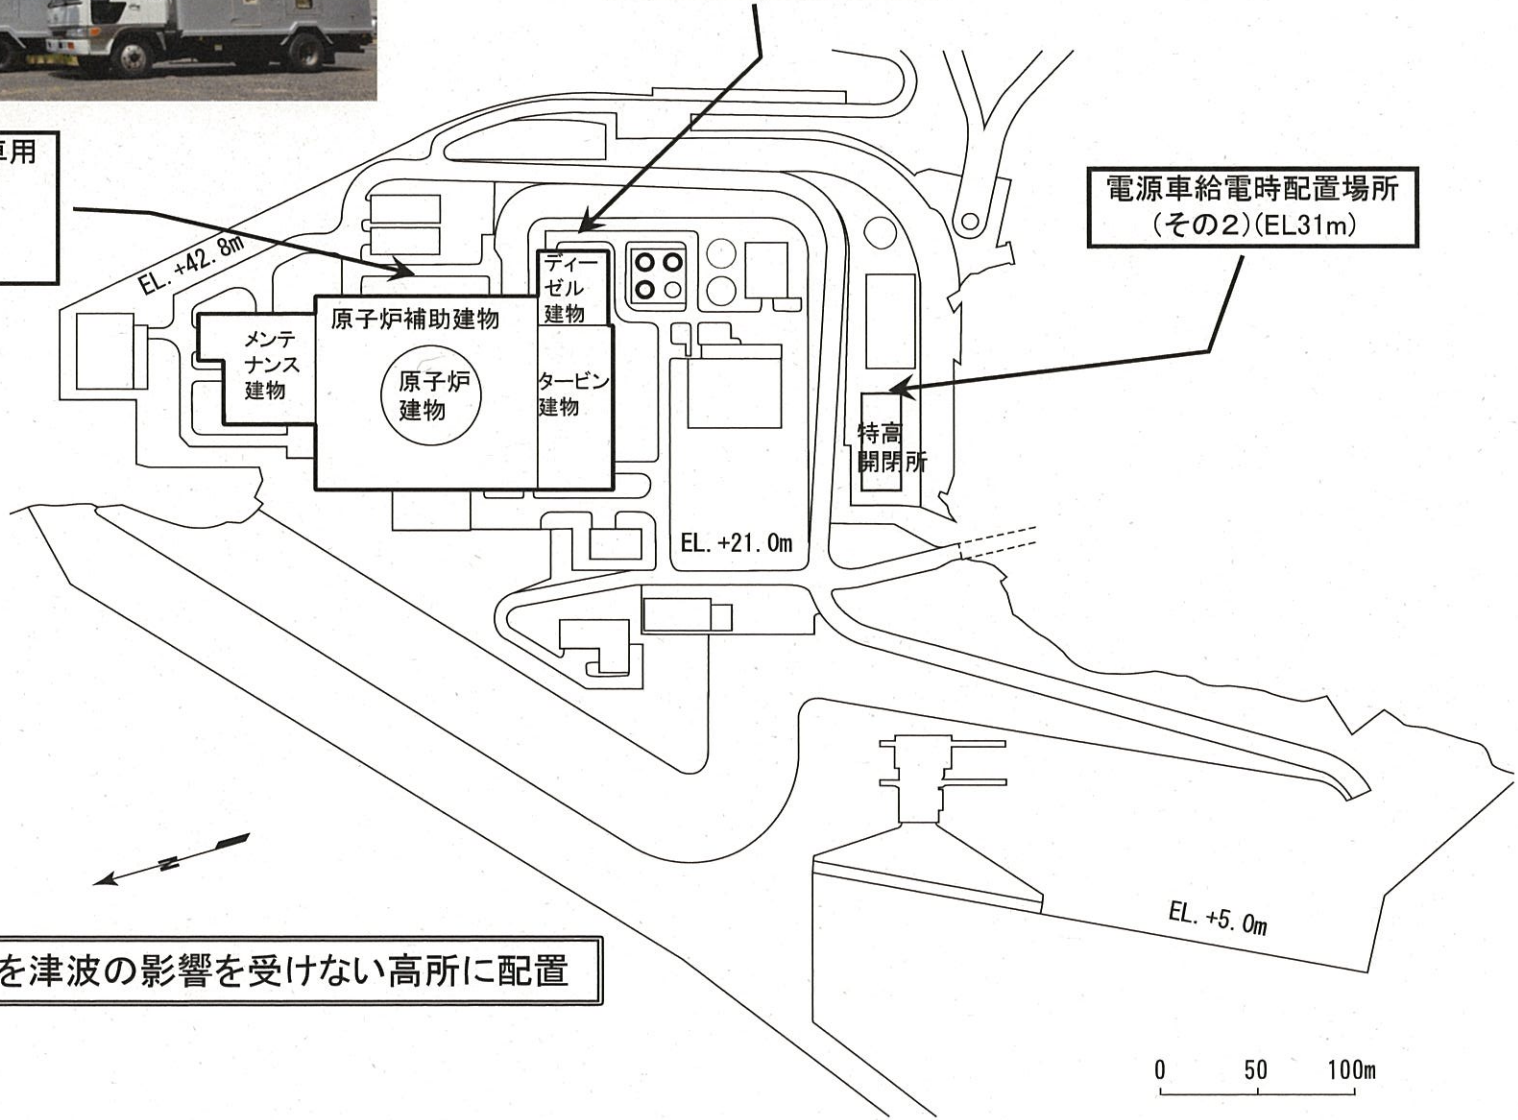 車用
電源車給電時配置場所
(その2)(EL31m)
EL. +42.8m
ディー
ゼル
建物
原子炉補助建物
メンテ
ナンス
建物
原子炉
建物
タービン
建物
特高
開閉所
EL. +21.0m
N
EL. +5.0m
を津波の影響を受けない高所に配置
0 50 100m